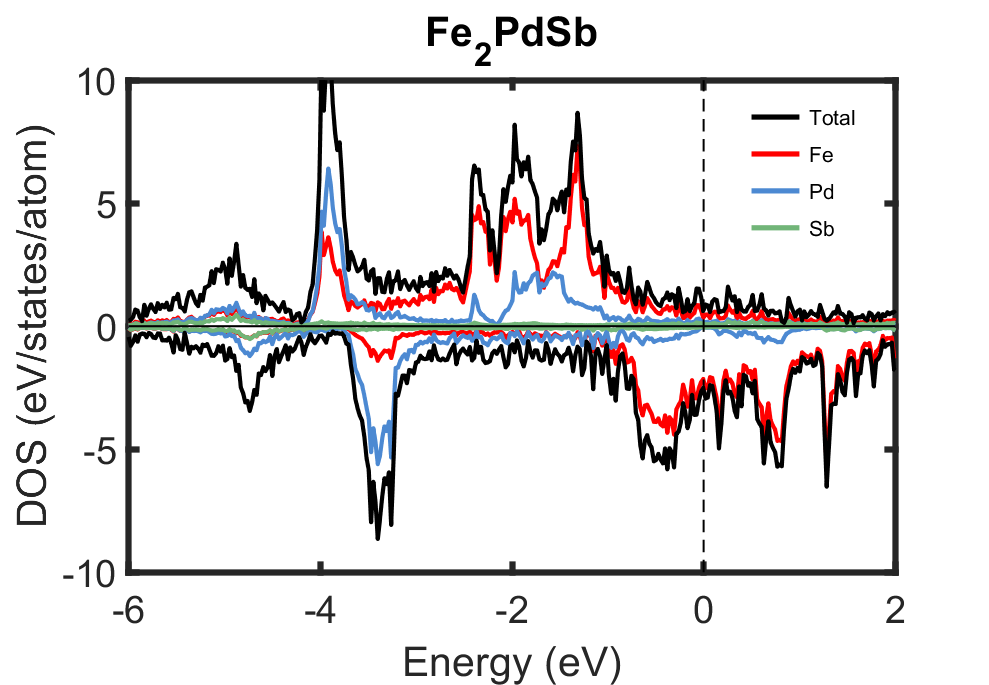 Fe₂PdSb
DOS (eV/states/atom)
10
5
0
-5
-10
Total
Fe
Pd
Sb
-6 -4 -2 0 2
Energy (eV)